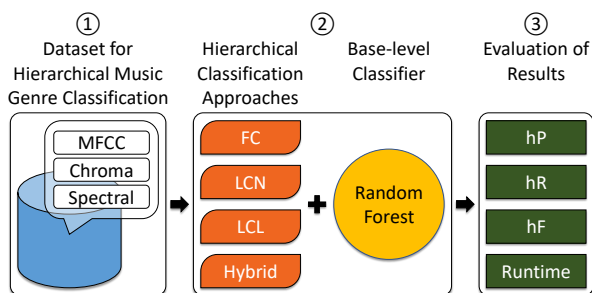 ①
Dataset for
Hierarchical Music
Genre Classification
MFCC
Chroma
Spectral
②
Hierarchical
Classification
Approaches
Base-level
Classifier
FC
LCN
LCL
Hybrid
Random
Forest
③
Evaluation of
Results
hP
hR
hF
Runtime